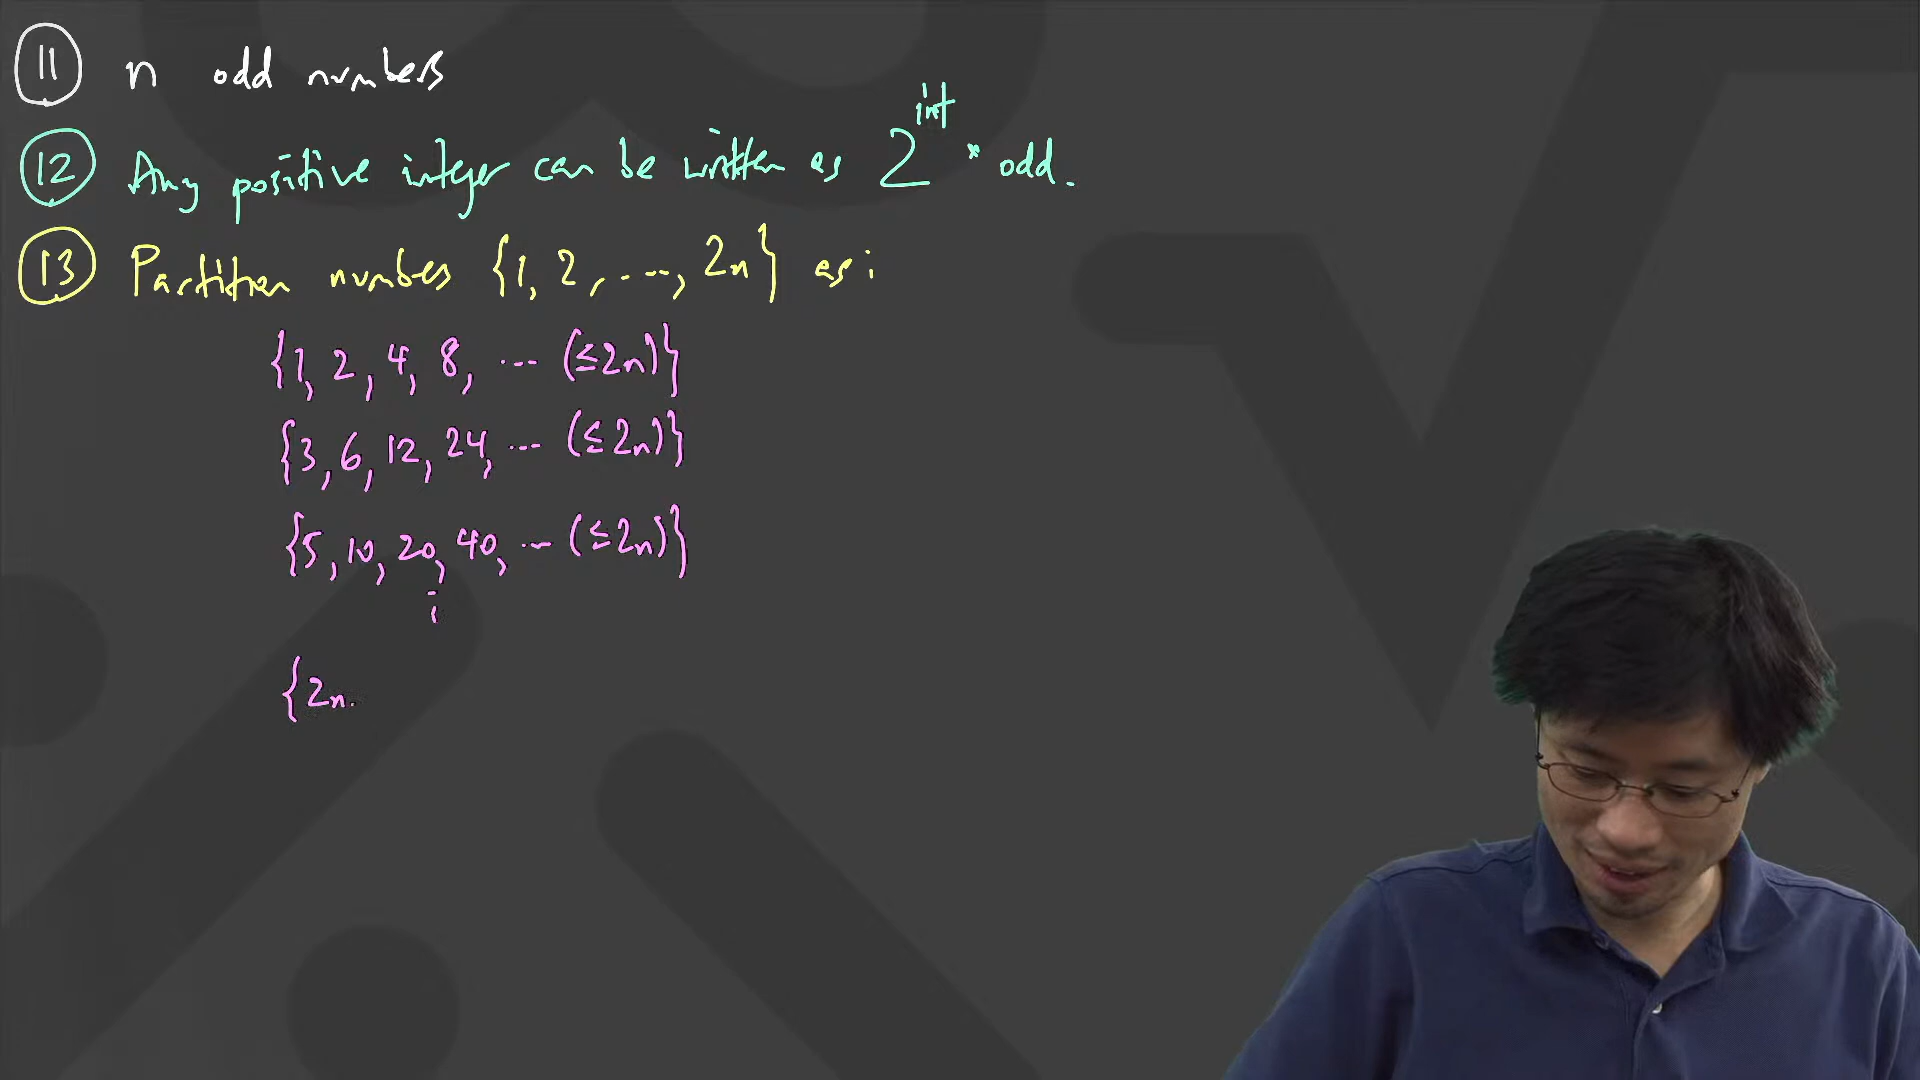 11 n odd numbers
12 Any positive integer can be written as 2^int * odd.
13 Partition numbers {1, 2, ..., 2n} as:
{1, 2, 4, 8, ... (≤2n)}
{3, 6, 12, 24, ... (≤2n)}
{5, 10, 20, 40, ... (≤2n)}
⋮
{2n